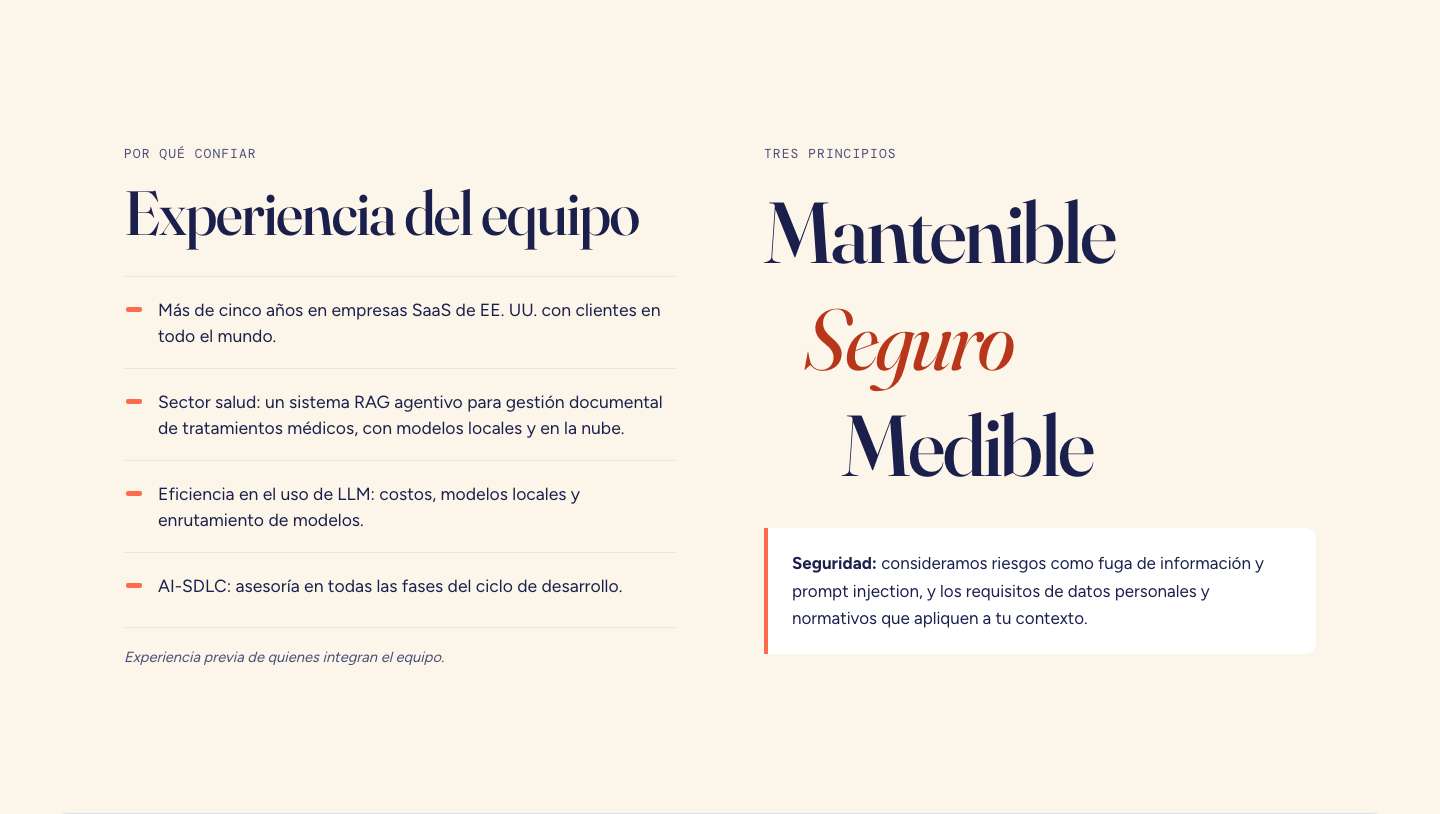 POR QUÉ CONFIAR
Experiencia del equipo
Más de cinco años en empresas SaaS de EE. UU. con clientes en
todo el mundo.
Sector salud: un sistema RAG agentivo para gestión documental
de tratamientos médicos, con modelos locales y en la nube.
Eficiencia en el uso de LLM: costos, modelos locales y
enrutamiento de modelos.
AI-SDLC: asesoría en todas las fases del ciclo de desarrollo.
Experiencia previa de quienes integran el equipo.
TRES PRINCIPIOS
Mantenible
Seguro
Medible
Seguridad: consideramos riesgos como fuga de información y
prompt injection, y los requisitos de datos personales y
normativos que apliquen a tu contexto.